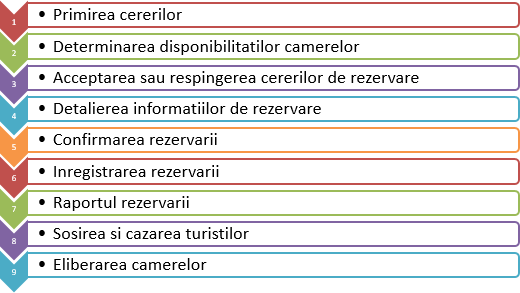 1 • Primirea cererilor
2 • Determinarea disponibilitatilor camerelor
3 • Acceptarea sau respingerea cererilor de rezervare
4 • Detalierea informatiilor de rezervare
5 • Confirmarea rezervarii
6 • Inregistrarea rezervarii
7 • Raportul rezervarii
8 • Sosirea si cazarea turistilor
9 • Eliberarea camerelor